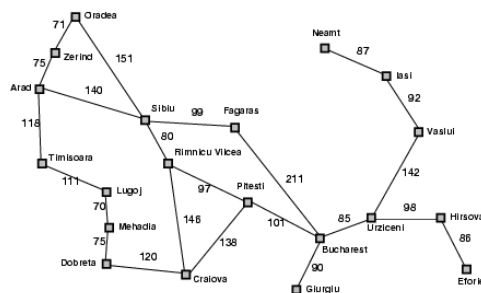 Oradea
71
Neamt
Zerind
87
151
75
Iasi
Arad
140
92
Sibiu
99
Fagaras
118
Vaslui
80
Timisoara
Rimnicu Vilcea
142
111
211
Lugoj
97
Pitesti
70
98
Hirsova
146
85
Mehadia
101
Urziceni
75
138
86
120
Bucharest
Dobreta
90
Craiova
Eforie
Giurgiu